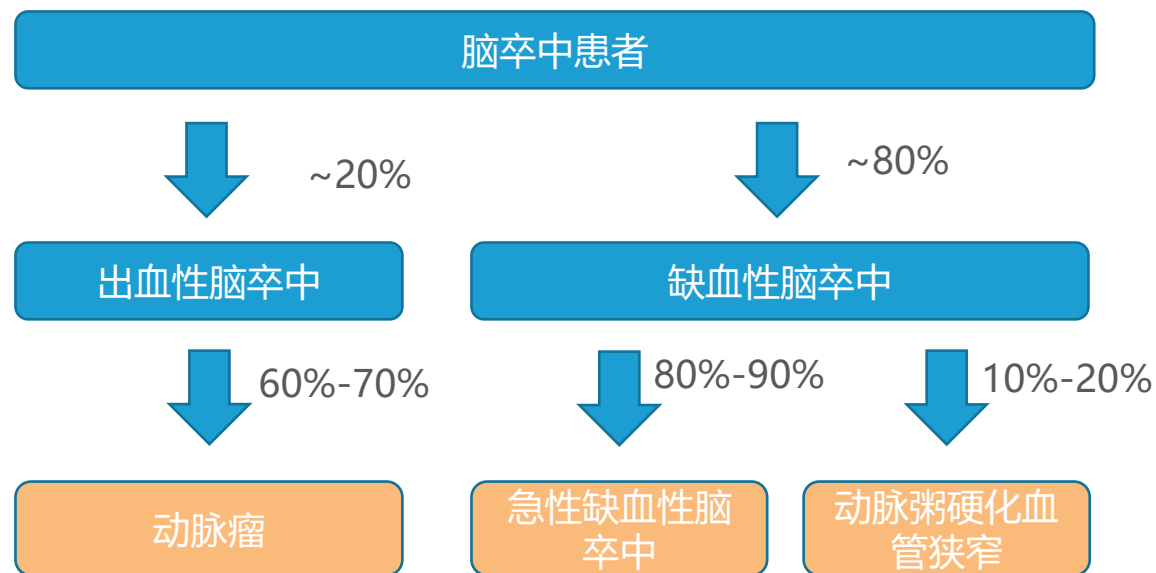 脑卒中患者
~20%
~80%
出血性脑卒中
缺血性脑卒中
60%-70%
80%-90%
10%-20%
动脉瘤
急性缺血性脑
卒中
动脉粥硬化血
管狭窄